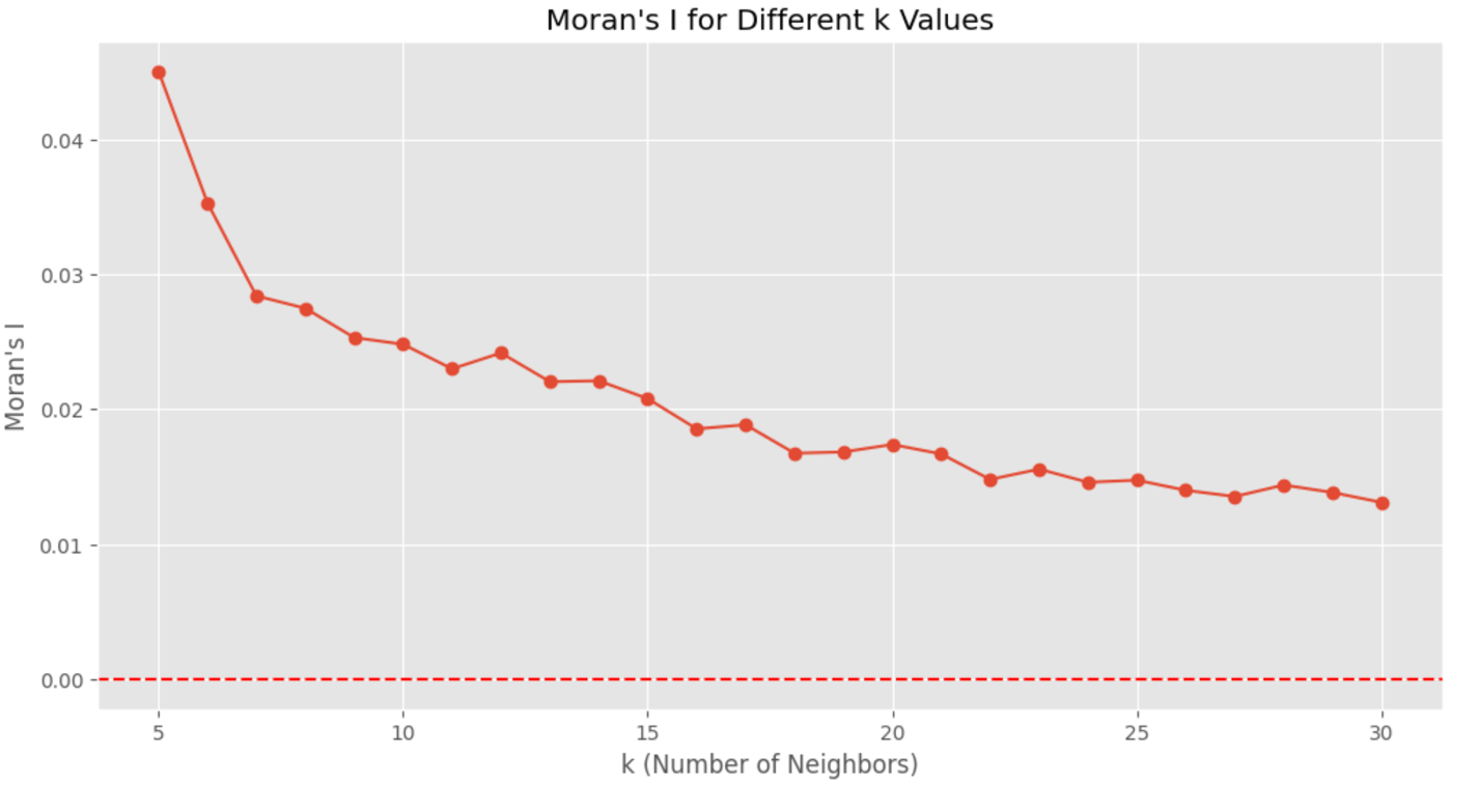 Moran's I for Different k Values
Moran's I
0.04
0.03
0.02
0.01
0.00
5 10 15 20 25 30
k (Number of Neighbors)